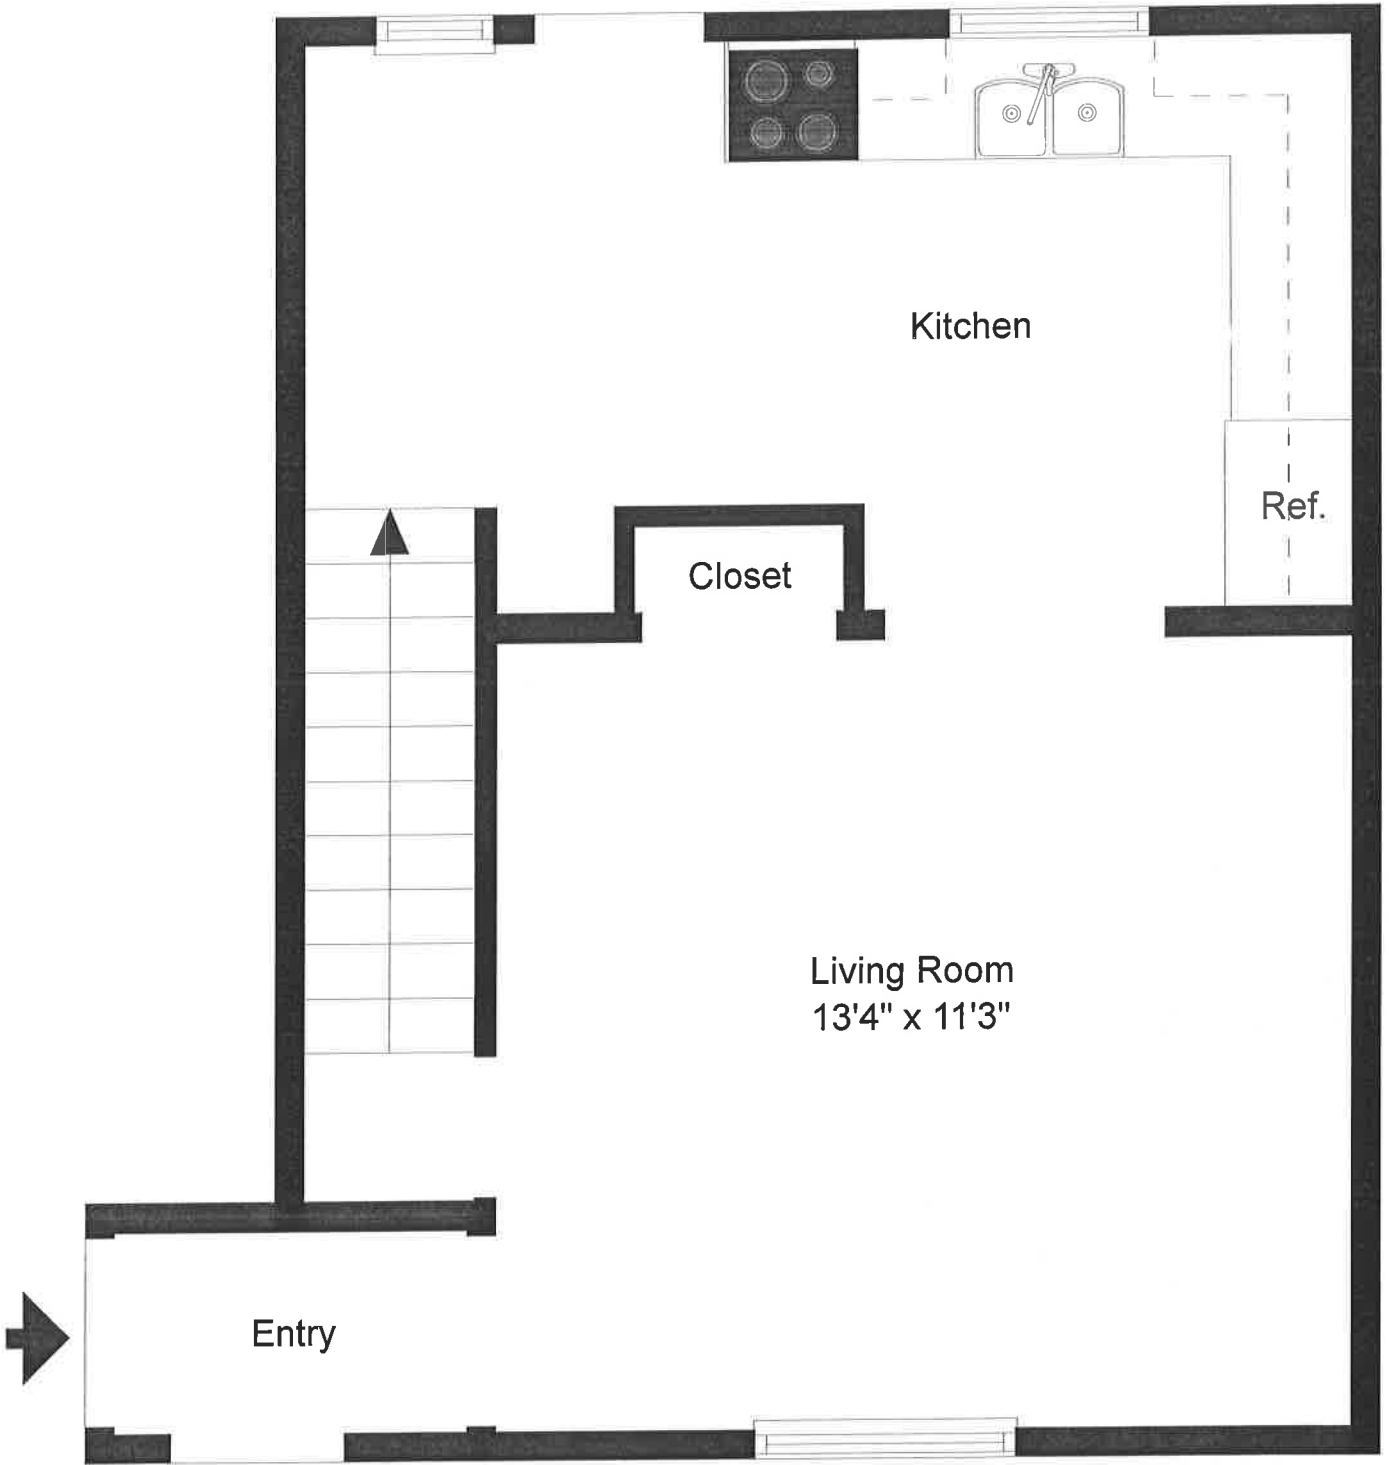 Kitchen
Ref.
Closet
Living Room
13'4" x 11'3"
Entry